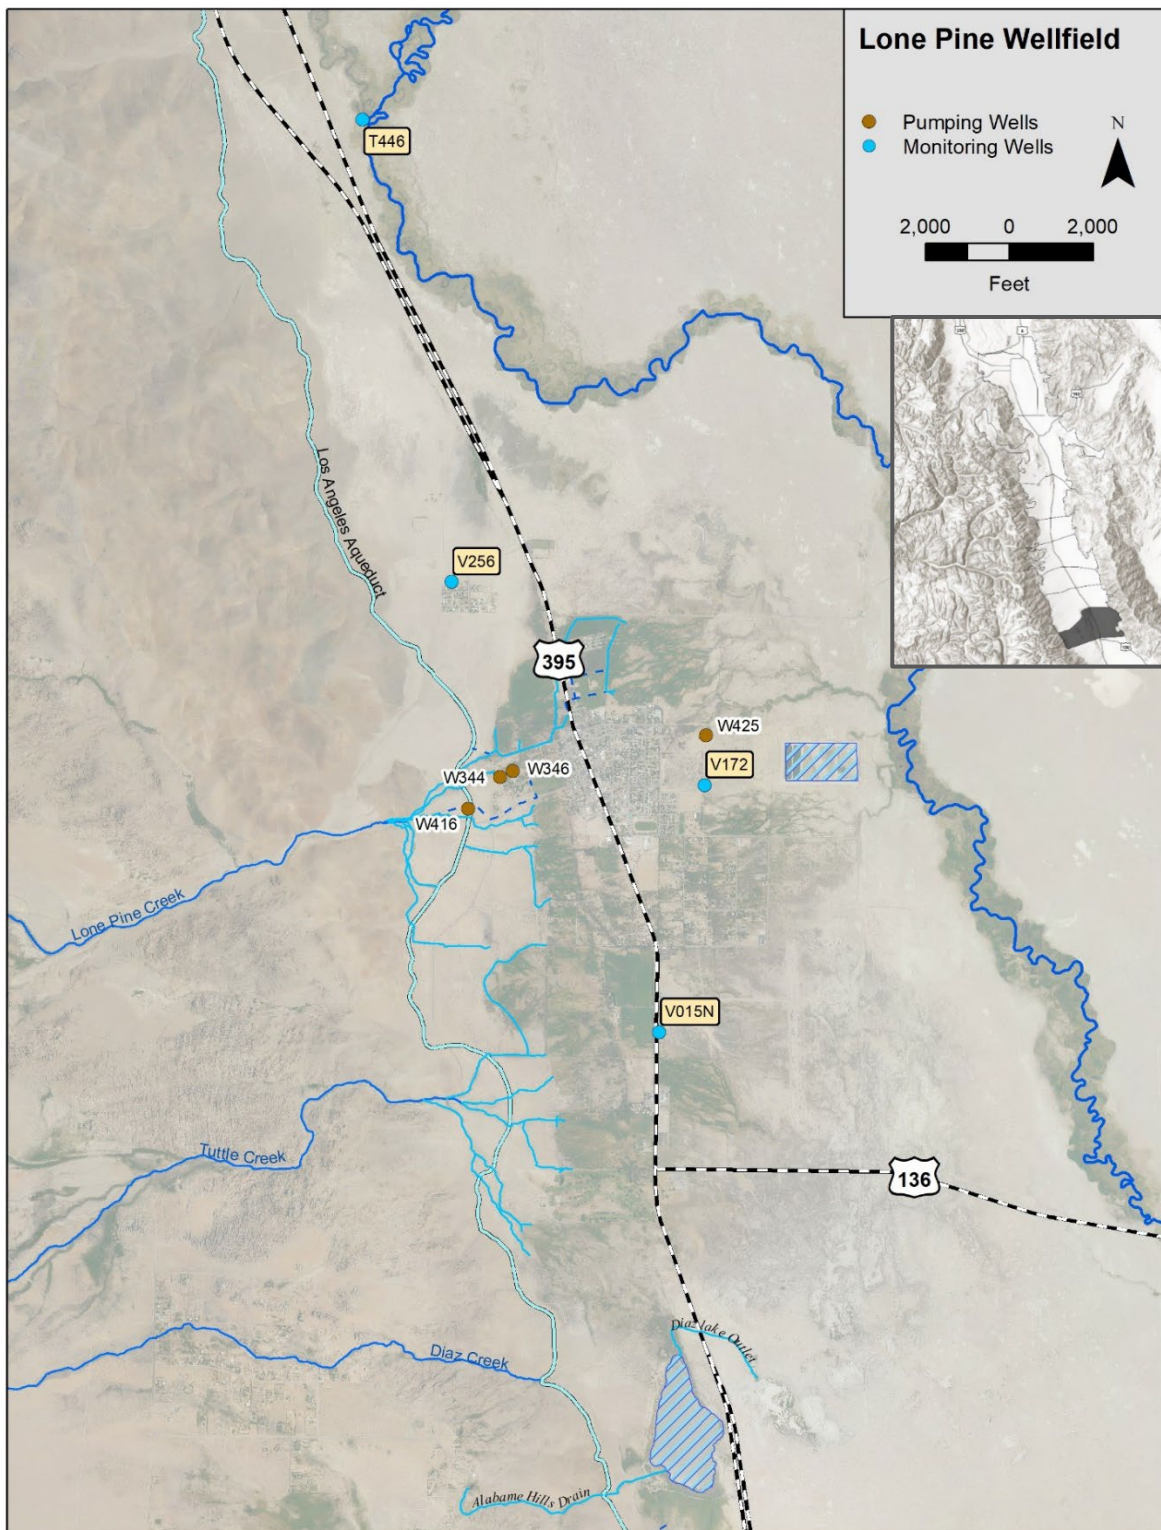 Lone Pine Wellfield
Pumping Wells
Monitoring Wells
N
2,000 0 2,000
Feet
T446
Los Angeles Aqueduct
V256
395
W425
V172
W346
W344
W416
Lone Pine Creek
V015N
Tuttle Creek
136
Diaz lake Outlet
Diaz Creek
Alabame Hills Drain